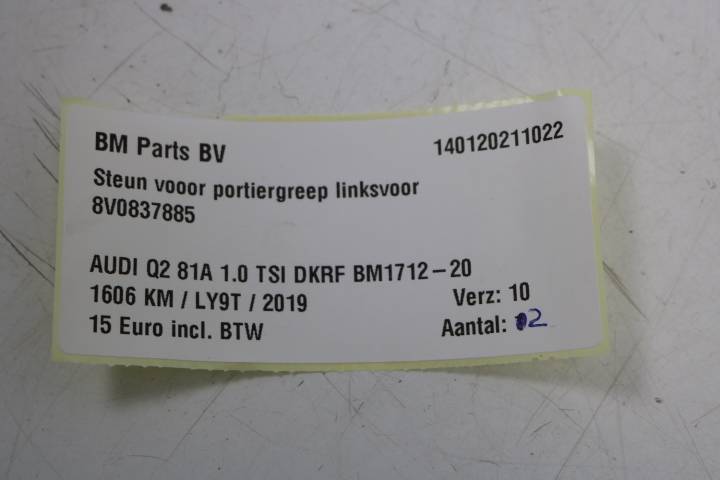 BM Parts BV 140120211022
Steun vooor portiergreep linksvoor
8V0837885
AUDI Q2 81A 1.0 TSI DKRF BM1712-20
1606 KM / LY9T / 2019 Verz: 10
15 Euro incl. BTW Aantal: 2